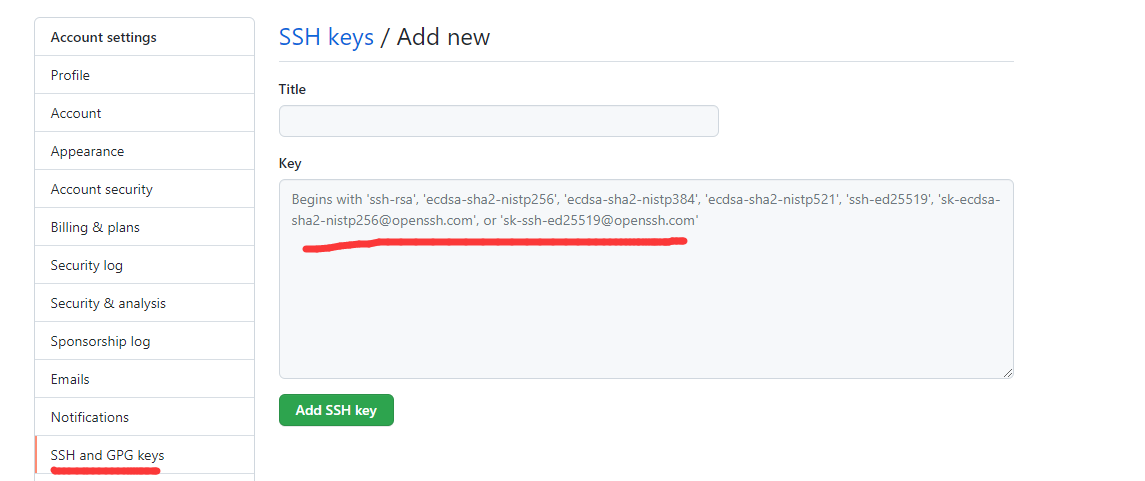 Account settings
Profile
Account
Appearance
Account security
Billing & plans
Security log
Security & analysis
Sponsorship log
Emails
Notifications
SSH and GPG keys
SSH keys / Add new
Title
Key
Begins with 'ssh-rsa', 'ecdsa-sha2-nistp256', 'ecdsa-sha2-nistp384', 'ecdsa-sha2-nistp521', 'ssh-ed25519', 'sk-ecdsa-
sha2-nistp256@openssh.com', or 'sk-ssh-ed25519@openssh.com'
Add SSH key